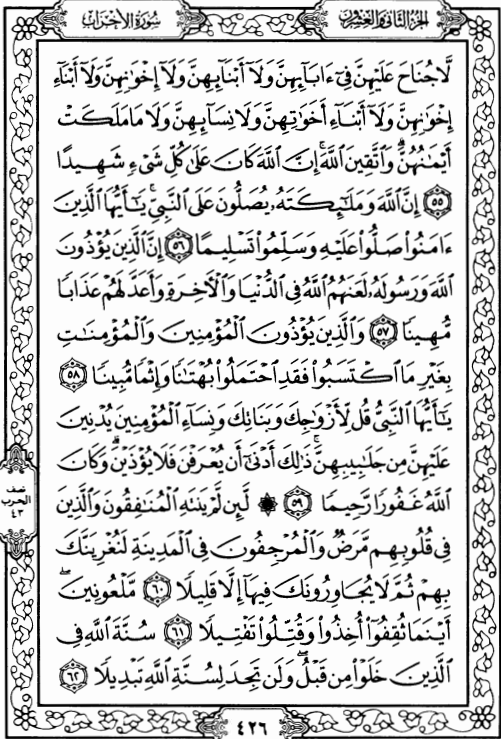 الجزء الثاني والعشرون
سورة الأحزاب
لَّا جُنَاحَ عَلَيْهِنَّ فِىٓ ءَابَآئِهِنَّ وَلَآ أَبْنَآئِهِنَّ وَلَآ إِخْوَٰنِهِنَّ وَلَآ أَبْنَآءِ
إِخْوَٰنِهِنَّ وَلَآ أَبْنَآءِ أَخَوَٰتِهِنَّ وَلَا نِسَآئِهِنَّ وَلَا مَا مَلَكَتْ
أَيْمَٰنُهُنَّ ۗ وَٱتَّقِينَ ٱللَّهَ ۚ إِنَّ ٱللَّهَ كَانَ عَلَىٰ كُلِّ شَىْءٍ شَهِيدًا
٥٥ إِنَّ ٱللَّهَ وَمَلَٰٓئِكَتَهُۥ يُصَلُّونَ عَلَى ٱلنَّبِىِّ ۚ يَٰٓأَيُّهَا ٱلَّذِينَ
ءَامَنُوا۟ صَلُّوا۟ عَلَيْهِ وَسَلِّمُوا۟ تَسْلِيمًا ٥٦ إِنَّ ٱلَّذِينَ يُؤْذُونَ
ٱللَّهَ وَرَسُولَهُۥ لَعَنَهُمُ ٱللَّهُ فِى ٱلدُّنْيَا وَٱلْءَاخِرَةِ وَأَعَدَّ لَهُمْ عَذَابًا
مُّهِينًا ٥٧ وَٱلَّذِينَ يُؤْذُونَ ٱلْمُؤْمِنِينَ وَٱلْمُؤْمِنَٰتِ
بِغَيْرِ مَا ٱكْتَسَبُوا۟ فَقَدِ ٱحْتَمَلُوا۟ بُهْتَٰنًا وَإِثْمًا مُّبِينًا ٥٨
يَٰٓأَيُّهَا ٱلنَّبِىُّ قُل لِّأَزْوَٰجِكَ وَبَنَاتِكَ وَنِسَآءِ ٱلْمُؤْمِنِينَ يُدْنِينَ
عَلَيْهِنَّ مِن جَلَٰبِيبِهِنَّ ۚ ذَٰلِكَ أَدْنَىٰٓ أَن يُعْرَفْنَ فَلَا يُؤْذَيْنَ ۗ وَكَانَ
ٱللَّهُ غَفُورًا رَّحِيمًا ٥٩ ۞ لَّئِن لَّمْ يَنتَهِ ٱلْمُنَٰفِقُونَ وَٱلَّذِينَ
فِى قُلُوبِهِم مَّرَضٌ وَٱلْمُرْجِفُونَ فِى ٱلْمَدِينَةِ لَنُغْرِيَنَّكَ
بِهِمْ ثُمَّ لَا يُجَاوِرُونَكَ فِيهَآ إِلَّا قَلِيلًا ٦٠ مَّلْعُونِينَ ۖ
أَيْنَمَا ثُقِفُوٓا۟ أُخِذُوا۟ وَقُتِّلُوا۟ تَقْتِيلًا ٦١ سُنَّةَ ٱللَّهِ فِى
ٱلَّذِينَ خَلَوْا۟ مِن قَبْلُ ۖ وَلَن تَجِدَ لِسُنَّةِ ٱللَّهِ تَبْدِيلًا ٦٢
نصف
الحزب
٤٣
٤٢٦